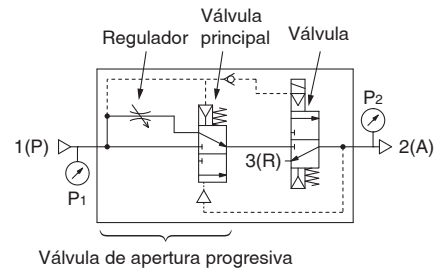 Válvula
principal
Regulador
Válvula
P2
1(P)
3(R)
2(A)
P1
Válvula de apertura progresiva